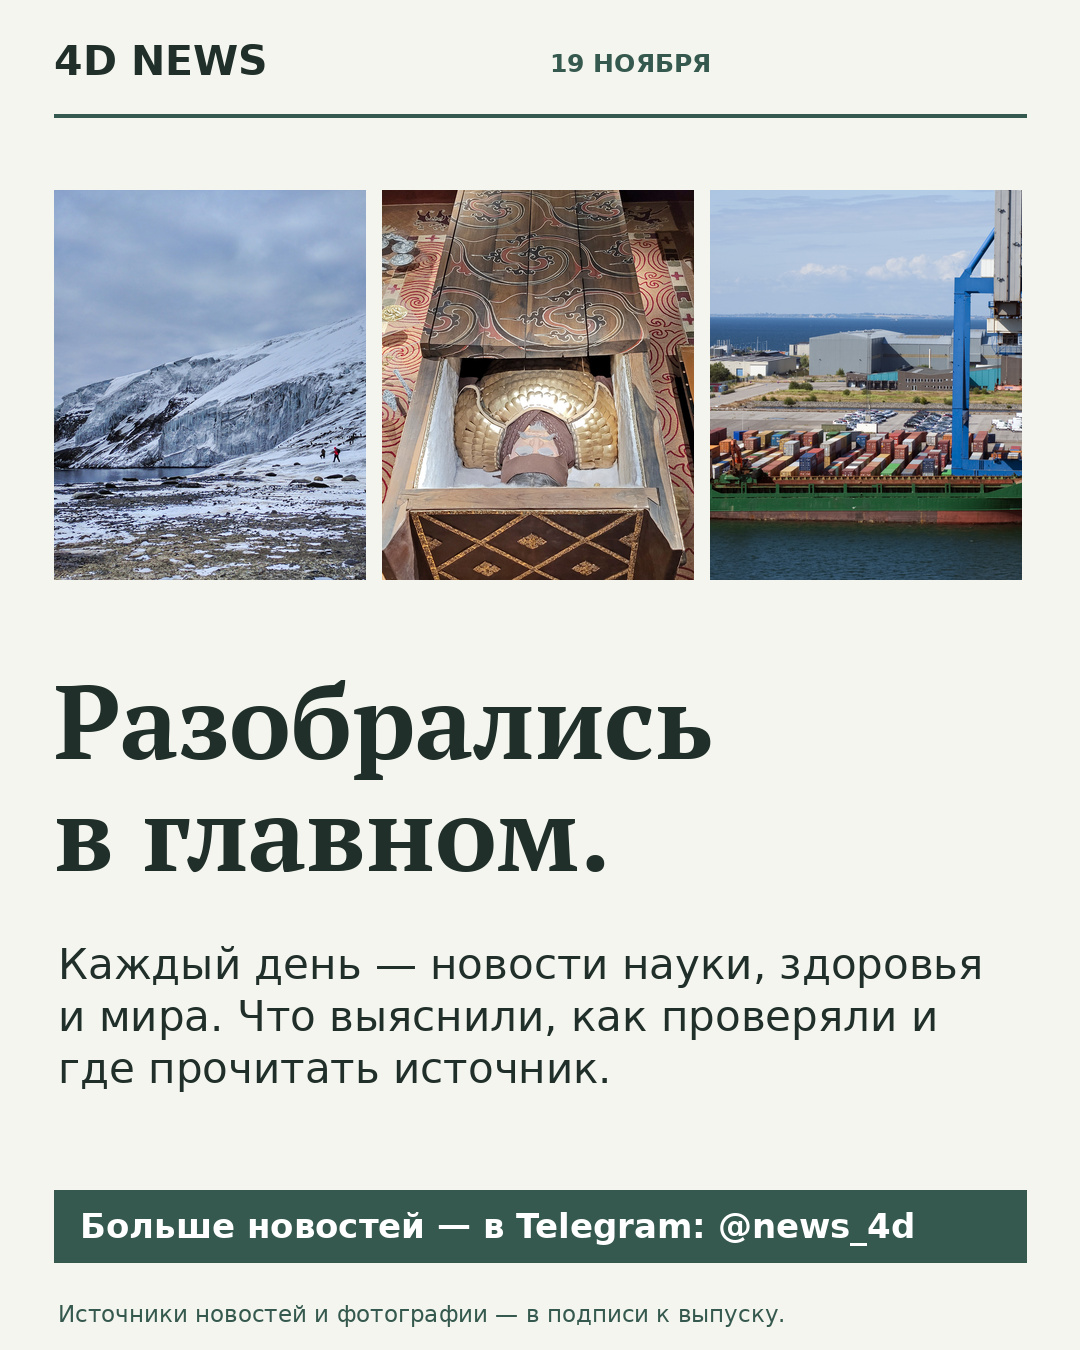 4D NEWS
19 НОЯБРЯ
Разобрались
в главном.
Каждый день — новости науки, здоровья
и мира. Что выяснили, как проверяли и
где прочитать источник.
Больше новостей — в Telegram: @news_4d
Источники новостей и фотографии — в подписи к выпуску.